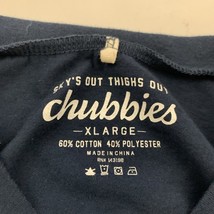 SKY'S OUT THIGHS OUT
chubbies
XLARGE
60% COTTON 40% POLYESTER
MADE IN CHINA
RN# 143198